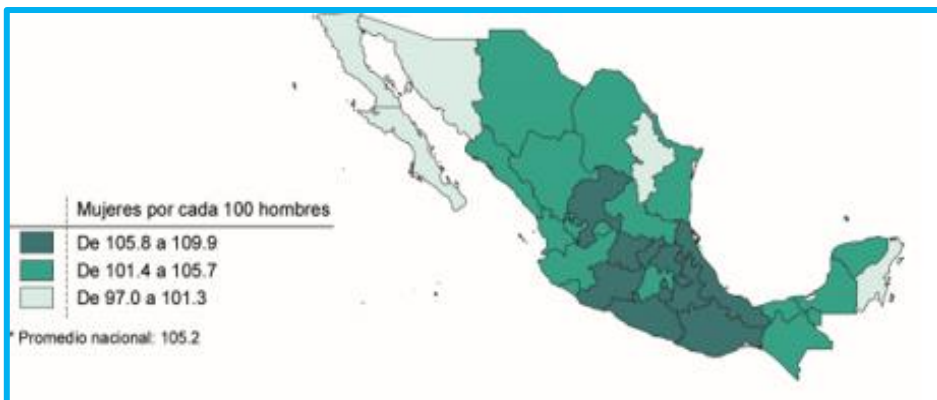 Mujeres por cada 100 hombres
De 105.8 a 109.9
De 101.4 a 105.7
De 97.0 a 101.3
* Promedio nacional: 105.2